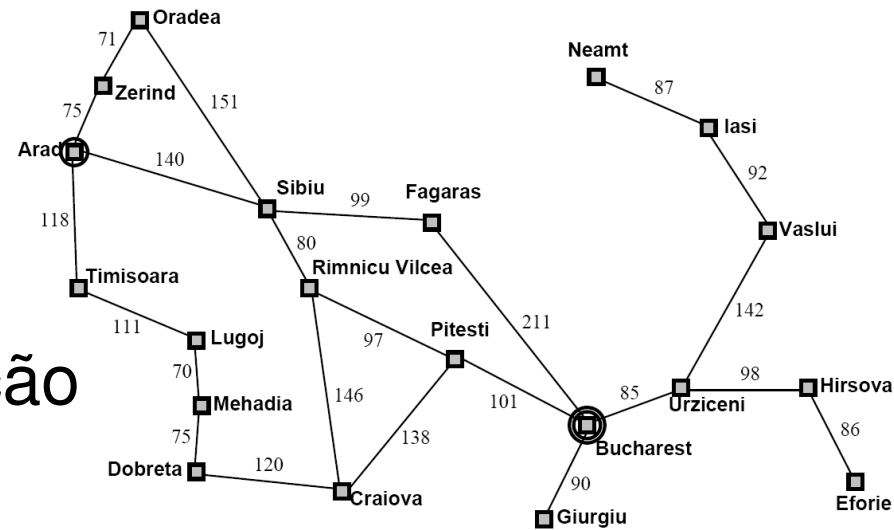 Oradea
71
Neamt
87
Zerind
151
75
Iasi
Arad
140
92
Sibiu
Fagaras
99
118
80
Vaslui
Timisoara
Rimnicu Vilcea
142
111
Lugoj
97
Pitesti
211
ção
70
98
Hirsova
Mehadia
146
101
85
Urziceni
86
75
138
Bucharest
Dobreta
120
90
Craiova
Eforie
Giurgiu